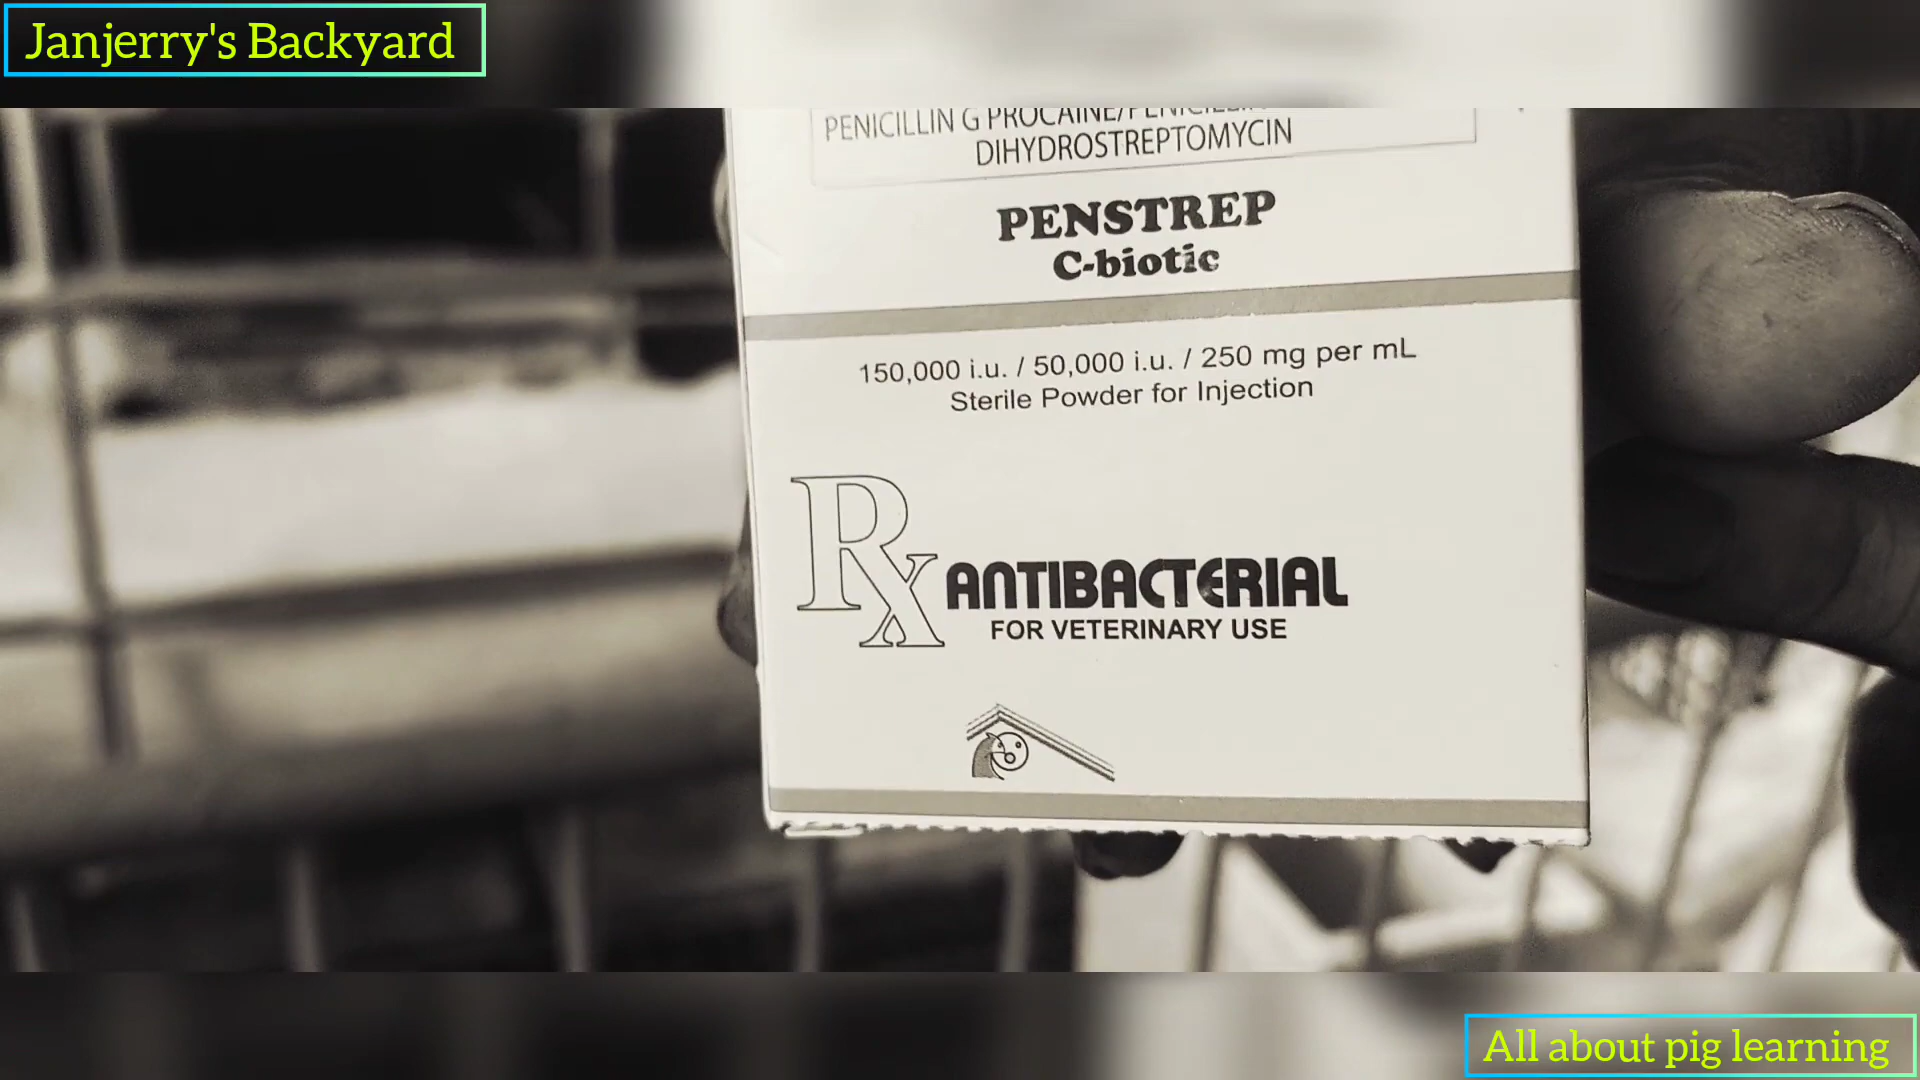 Janjerry's Backyard
PENICILLIN G PROCAINE/
DIHYDROSTREPTOMYCIN
PENSTREP
C-biotic
150,000 i.u. / 50,000 i.u. / 250 mg per mL
Sterile Powder for Injection
Rx ANTIBACTERIAL
FOR VETERINARY USE
All about pig learning